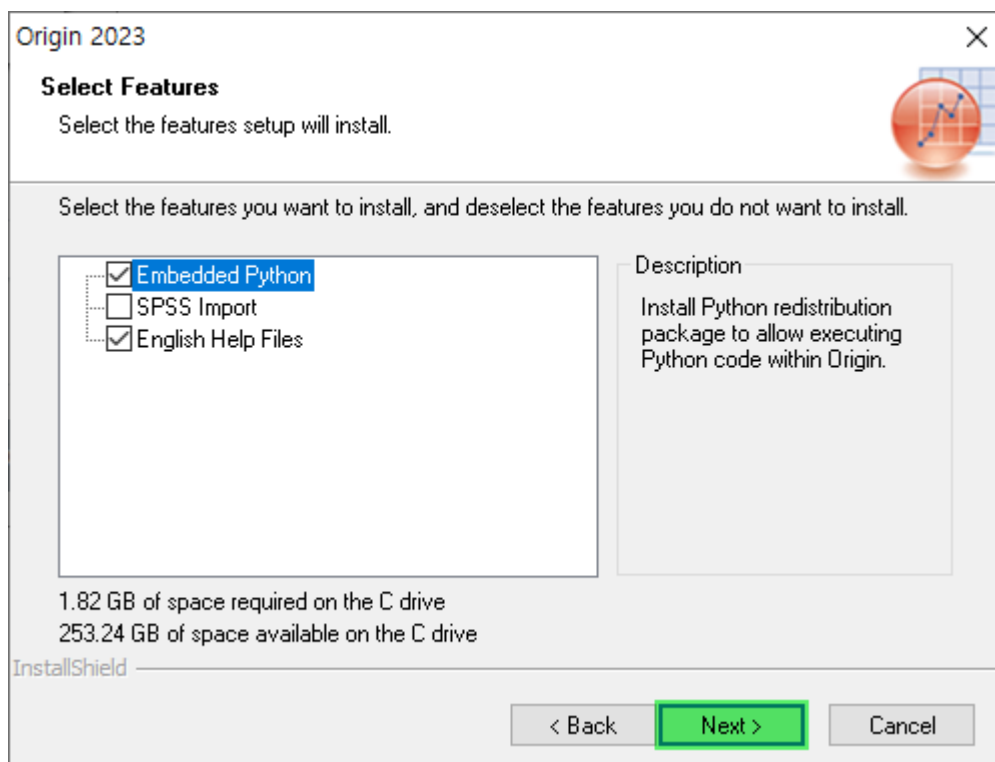 Origin 2023
Select Features
Select the features setup will install.
Select the features you want to install, and deselect the features you do not want to install.
Embedded Python
SPSS Import
English Help Files
Description
Install Python redistribution
package to allow executing
Python code within Origin.
1.82 GB of space required on the C drive
253.24 GB of space available on the C drive
InstallShield
< Back
Next >
Cancel